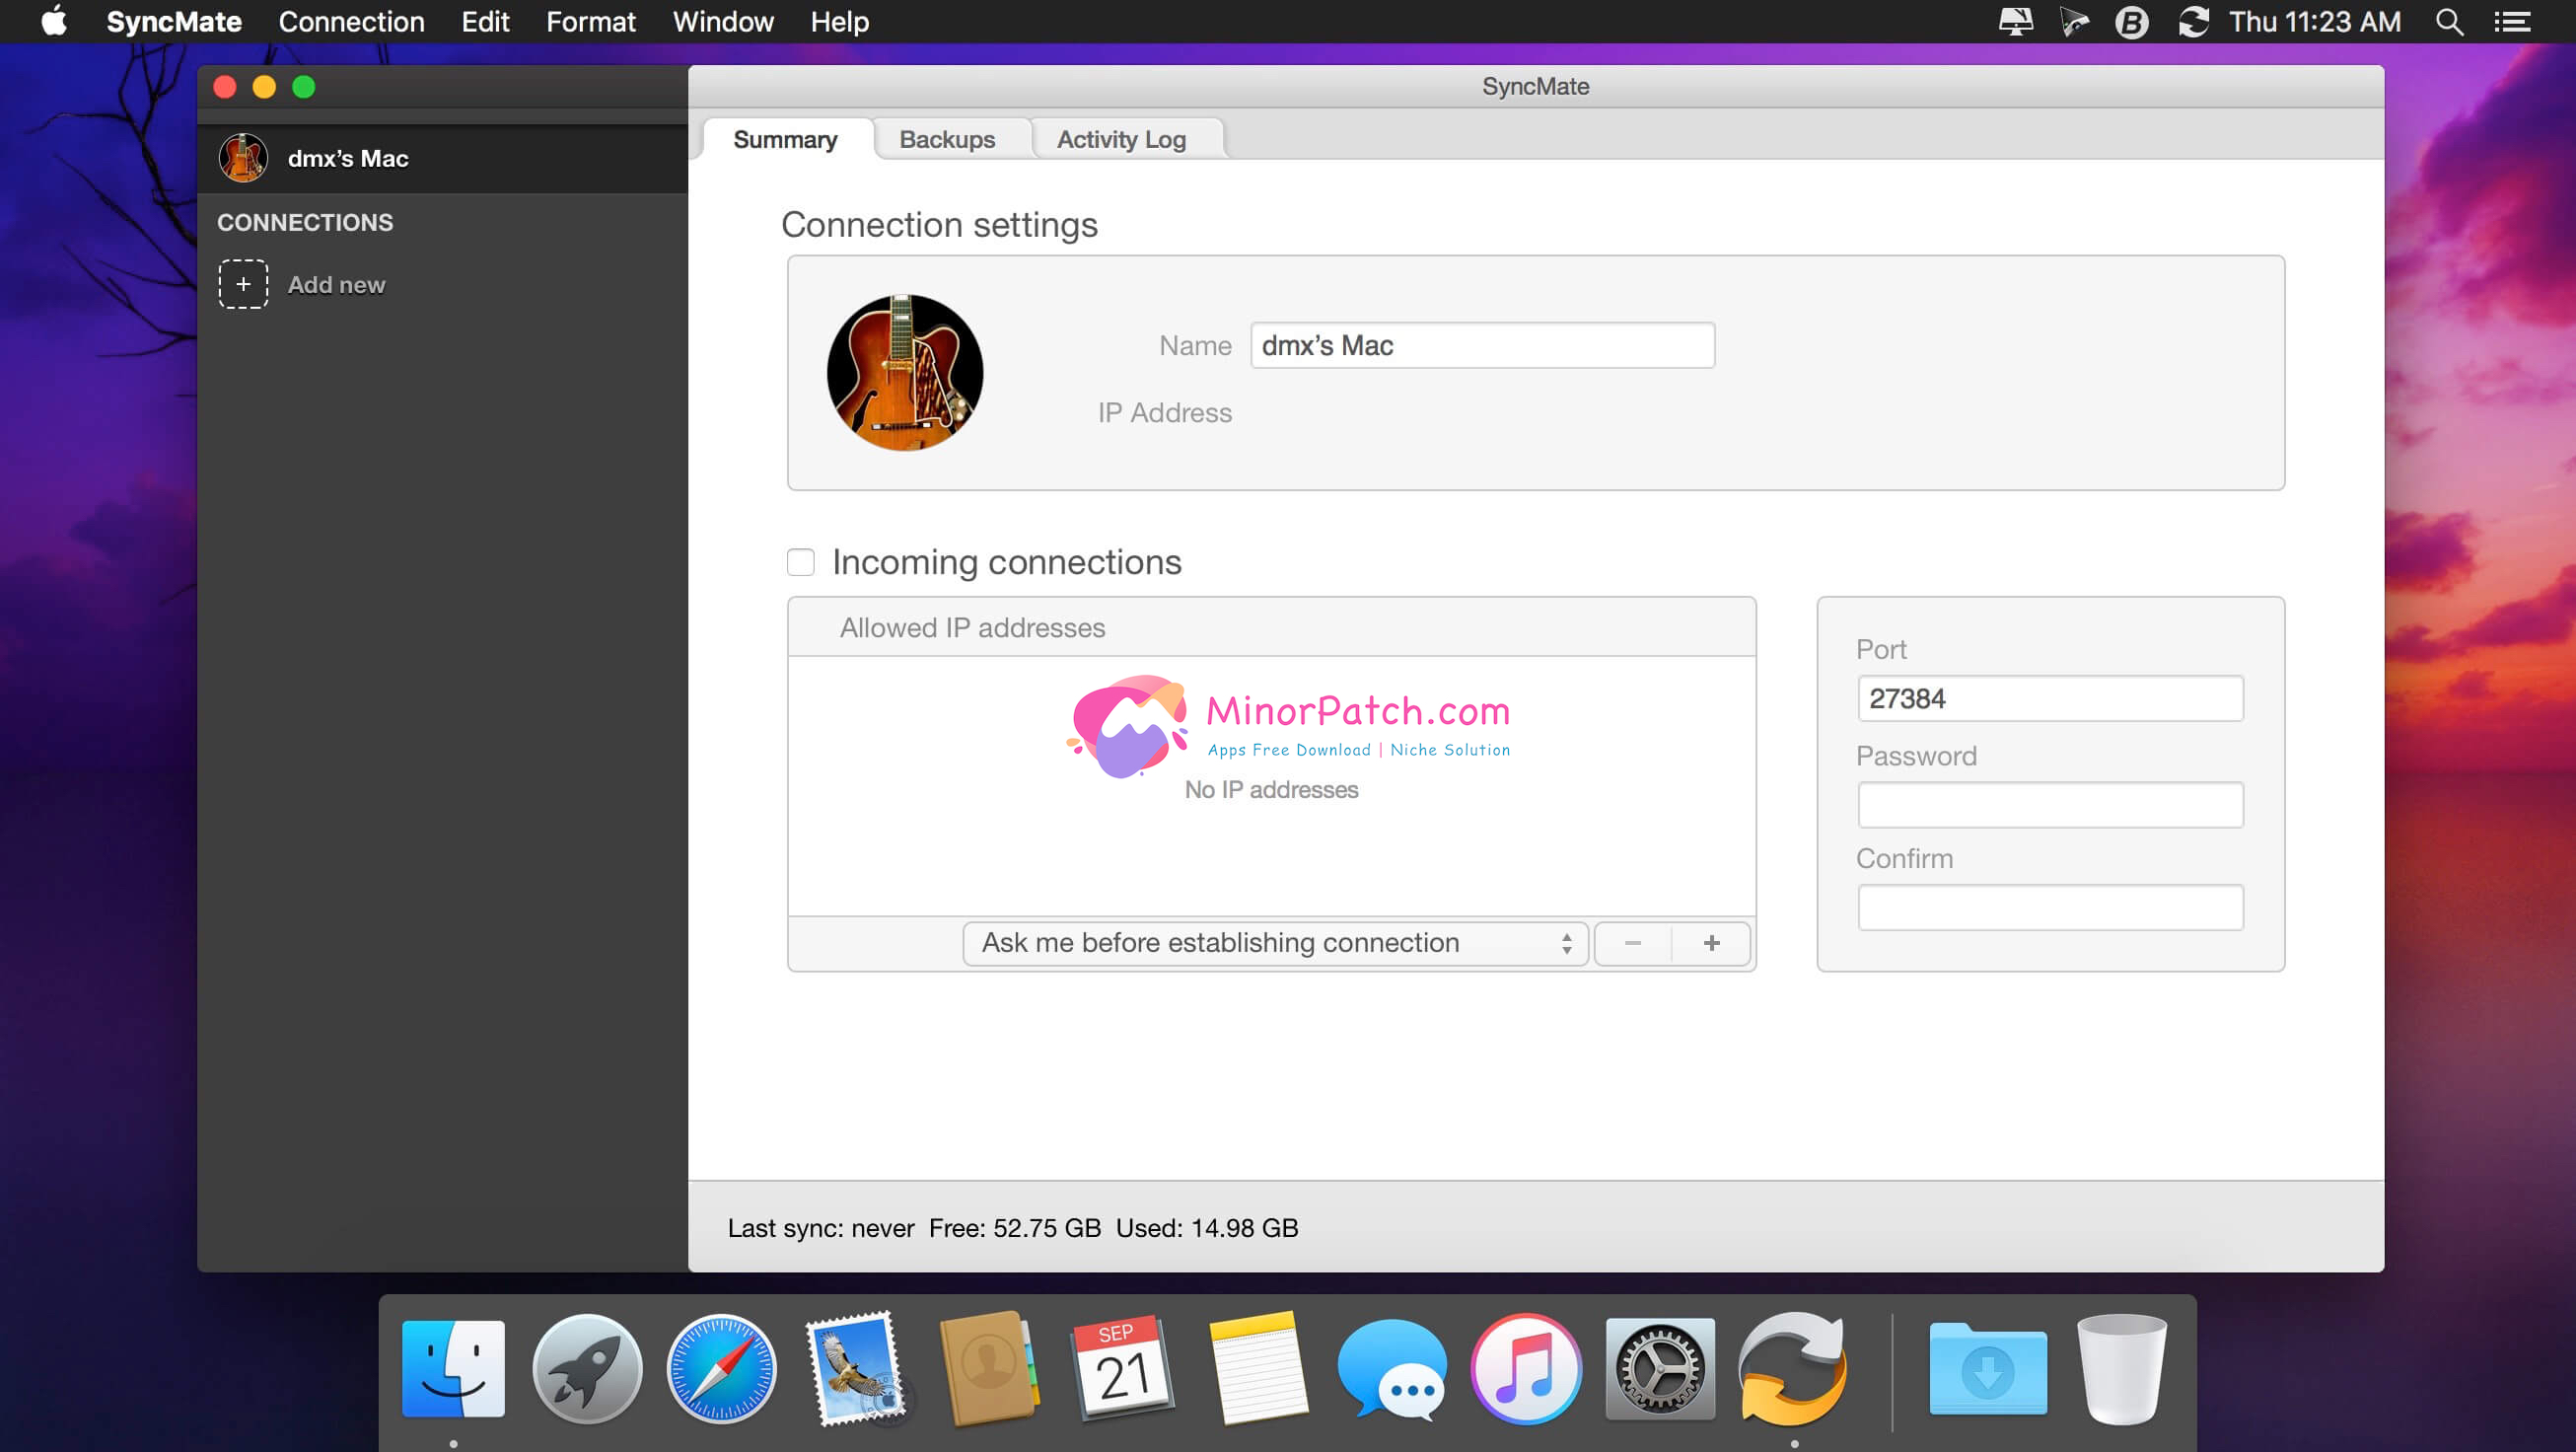 SyncMate Connection Edit Format Window Help Thu 11:23 AM
SyncMate
dmx’s Mac
CONNECTIONS
+ Add new
Summary Backups Activity Log
Connection settings
Name dmx’s Mac
IP Address
Incoming connections
Allowed IP addresses
MinorPatch.com
Apps Free Download | Niche Solution
No IP addresses
Ask me before establishing connection − +
Port
27384
Password
Confirm
Last sync: never Free: 52.75 GB Used: 14.98 GB
SEP
21